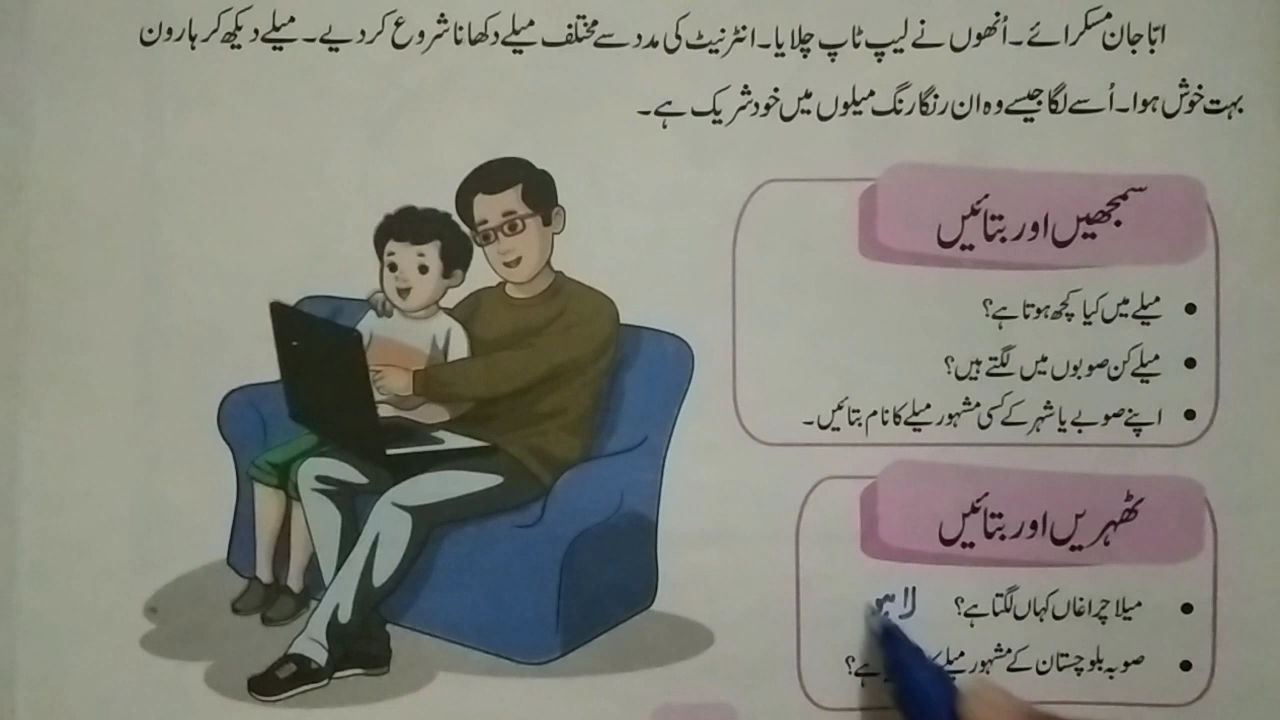 ابّا جان مسکرائے۔ اُنھوں نے لیپ ٹاپ چلایا۔ انٹرنیٹ کی مدد سے مختلف میلے دکھانا شروع کر دیے۔ میلے دیکھ کر ہارون
بہت خوش ہوا۔ اُسے لگا جیسے وہ ان رنگا رنگ میلوں میں خود شریک ہے۔
سمجھیں اور بتائیں
میلے میں کیا کچھ ہوتا ہے؟
میلے کن صوبوں میں لگتے ہیں؟
اپنے صوبے یا شہر کے کسی مشہور میلے کا نام بتائیں۔
ٹھہریں اور بتائیں
میلا چراغاں کہاں لگتا ہے؟ لاہو
صوبہ بلوچستان کے مشہور میلے ہے؟